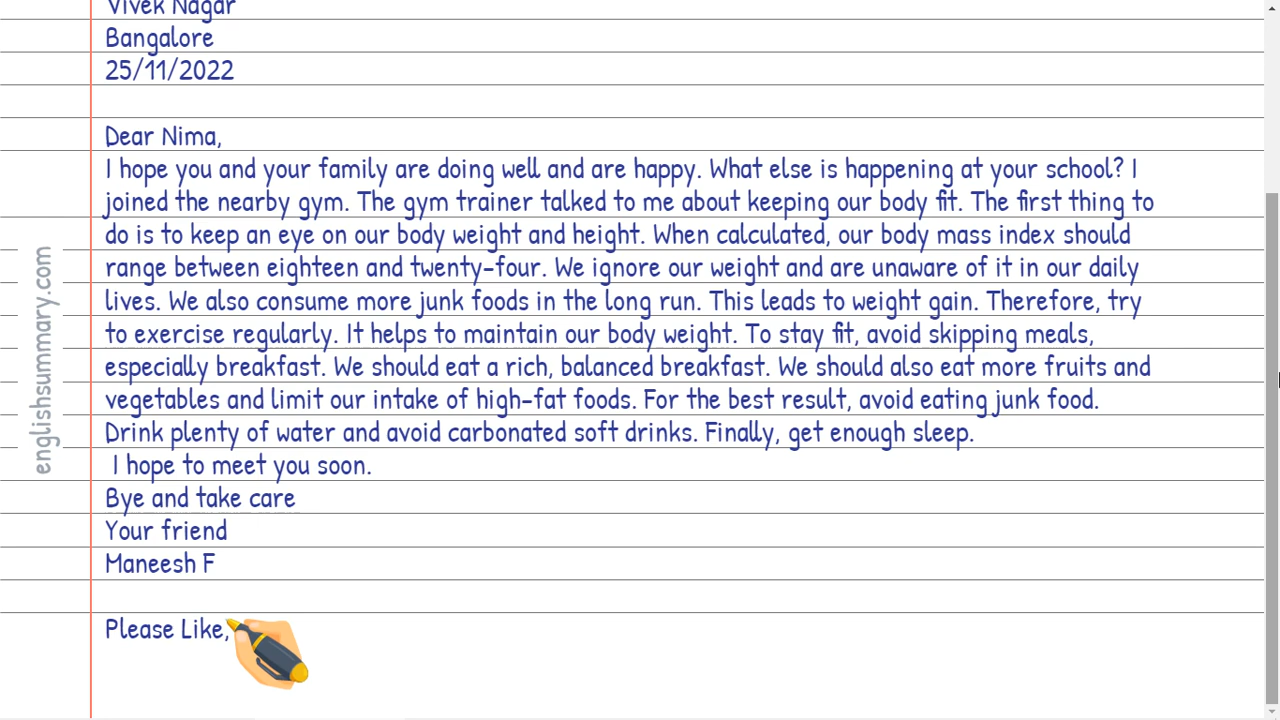 Vivek Nagar
Bangalore
25/11/2022
Dear Nima,
I hope you and your family are doing well and are happy. What else is happening at your school? I
joined the nearby gym. The gym trainer talked to me about keeping our body fit. The first thing to
do is to keep an eye on our body weight and height. When calculated, our body mass index should
range between eighteen and twenty-four. We ignore our weight and are unaware of it in our daily
lives. We also consume more junk foods in the long run. This leads to weight gain. Therefore, try
to exercise regularly. It helps to maintain our body weight. To stay fit, avoid skipping meals,
especially breakfast. We should eat a rich, balanced breakfast. We should also eat more fruits and
vegetables and limit our intake of high-fat foods. For the best result, avoid eating junk food.
Drink plenty of water and avoid carbonated soft drinks. Finally, get enough sleep.
I hope to meet you soon.
Bye and take care
Your friend
Maneesh F
Please Like,
englishsummary.com